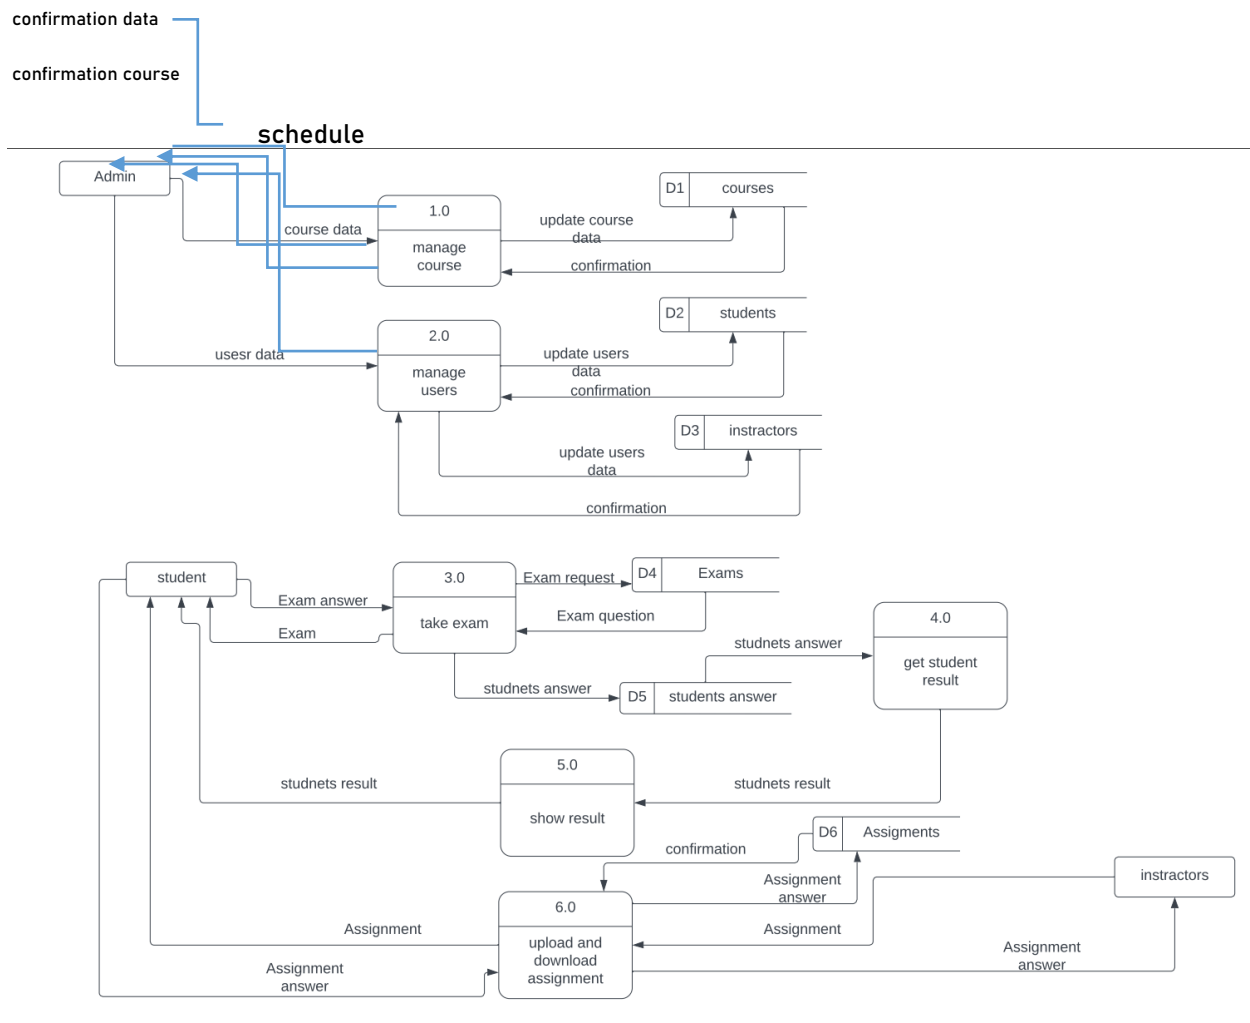 confirmation data
confirmation course
schedule
Admin
D1 courses
1.0
update course
data
course data
manage
course
confirmation
D2 students
2.0
usesr data
update users
data
manage
users
confirmation
D3 instractors
update users
data
confirmation
student
3.0
Exam request
D4 Exams
Exam answer
take exam
Exam question
Exam
4.0
studnets answer
get student
result
studnets answer
D5 students answer
5.0
studnets result
studnets result
show result
D6 Assigments
confirmation
Assignment
answer
instractors
6.0
Assignment
Assignment
upload and
download
assignment
Assignment
answer
Assignment
answer